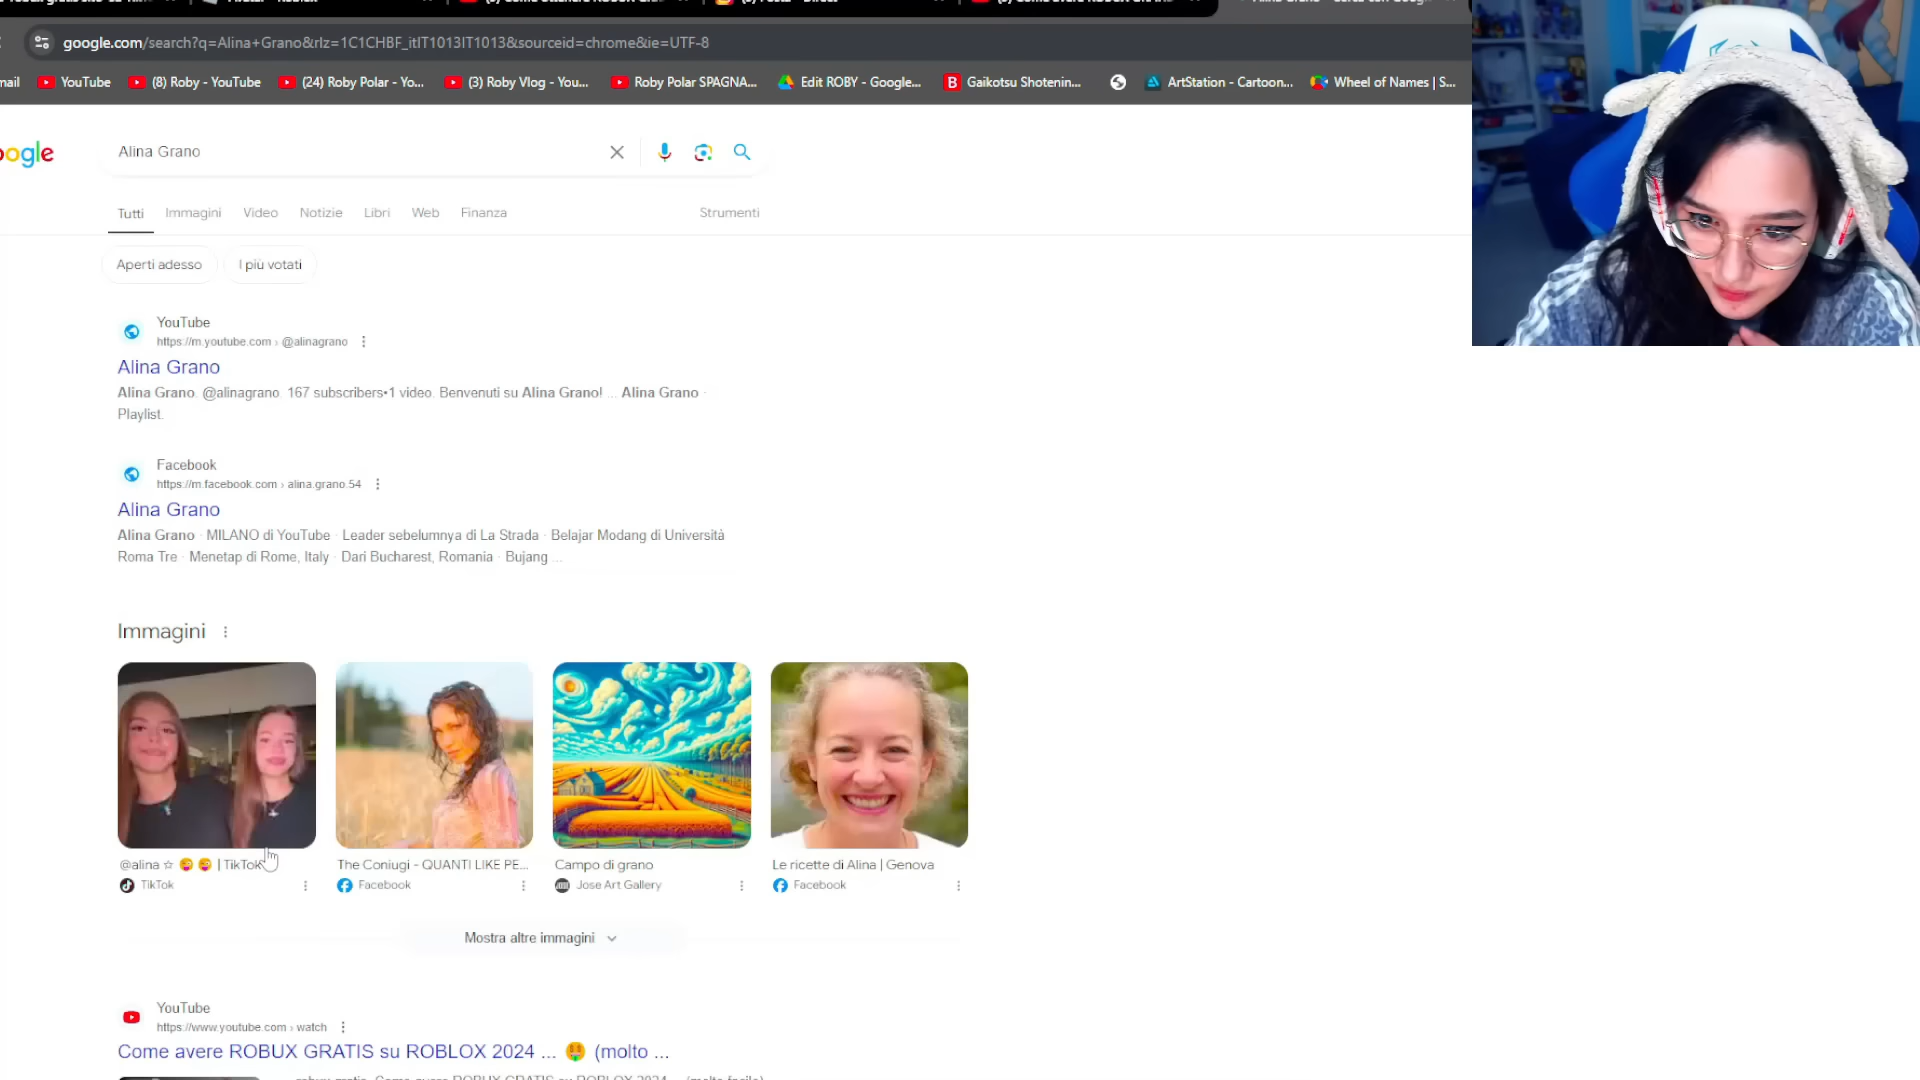 google.com/search?q=Alina+Grano&rlz=1C1CHBF_itIT1013IT1013&sourceid=chrome&ie=UTF-8
mail YouTube (8) Roby - YouTube (24) Roby Polar - Yo... (3) Roby Vlog - You... Roby Polar SPAGNA... Edit ROBY - Google... Gaikotsu Shotenin... ArtStation - Cartoon... Wheel of Names | S...
oogle Alina Grano
Tutti Immagini Video Notizie Libri Web Finanza Strumenti
Aperti adesso I più votati
YouTube
https://m.youtube.com › @alinagrano
Alina Grano
Alina Grano. @alinagrano. 167 subscribers•1 video. Benvenuti su Alina Grano! ... Alina Grano ·
Playlist.
Facebook
https://m.facebook.com › alina.grano.54
Alina Grano
Alina Grano · MILANO di YouTube · Leader sebelumnya di La Strada · Belajar Modang di Università
Roma Tre · Menetap di Rome, Italy · Dari Bucharest, Romania · Bujang ...
Immagini
@alina ☆ 😜 😜 | TikTok The Coniugi - QUANTI LIKE PE... Campo di grano Le ricette di Alina | Genova
TikTok Facebook Jose Art Gallery Facebook
Mostra altre immagini
YouTube
https://www.youtube.com › watch
Come avere ROBUX GRATIS su ROBLOX 2024 ... 🤑 (molto ...